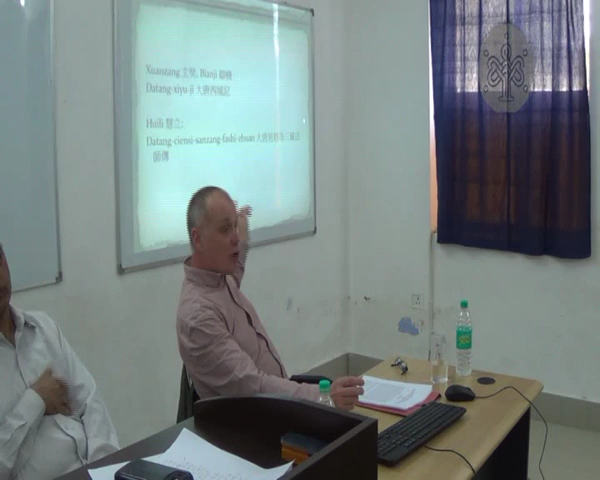 Xuanzang 玄奘, Bianji 辯機
Datang-xiyu-ji 大唐西域記
Huili 慧立:
Datang-ciensi-sanzang-fashi-zhuan 大唐慈恩寺三藏法
師傳